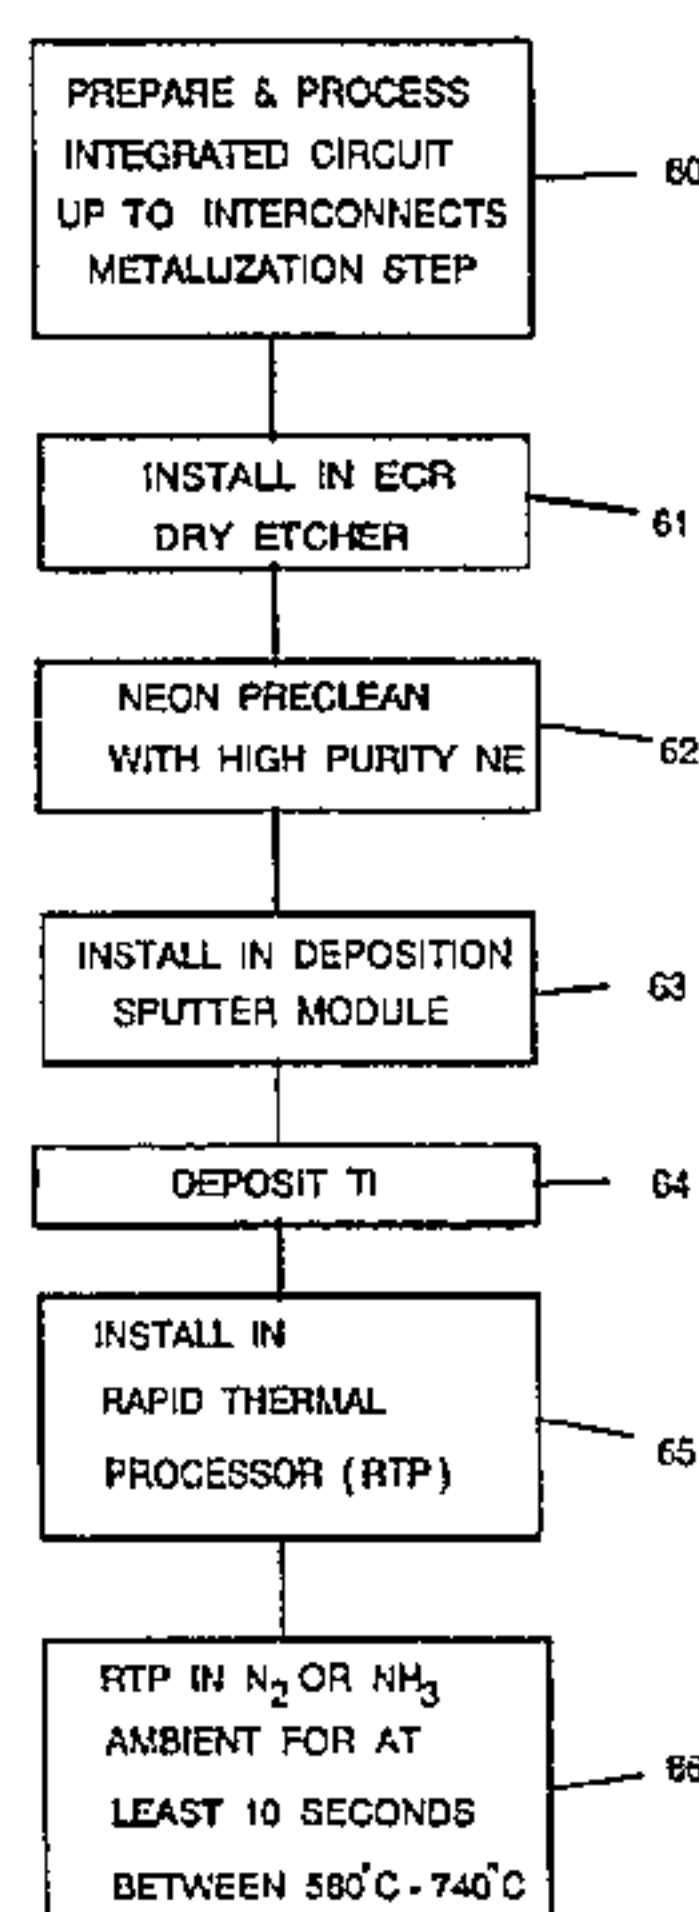 PREPARE & PROCESS
INTEGRATED CIRCUIT
UP TO INTERCONNECTS
METALLIZATION STEP
60
INSTALL IN ECR
DRY ETCHER
61
NEON PRECLEAN
WITH HIGH PURITY NE
62
INSTALL IN DEPOSITION
SPUTTER MODULE
63
DEPOSIT TI
64
INSTALL IN
RAPID THERMAL
PROCESSOR (RTP)
65
RTP IN N₂ OR NH₃
AMBIENT FOR AT
LEAST 10 SECONDS
BETWEEN 580°C - 740°C
66